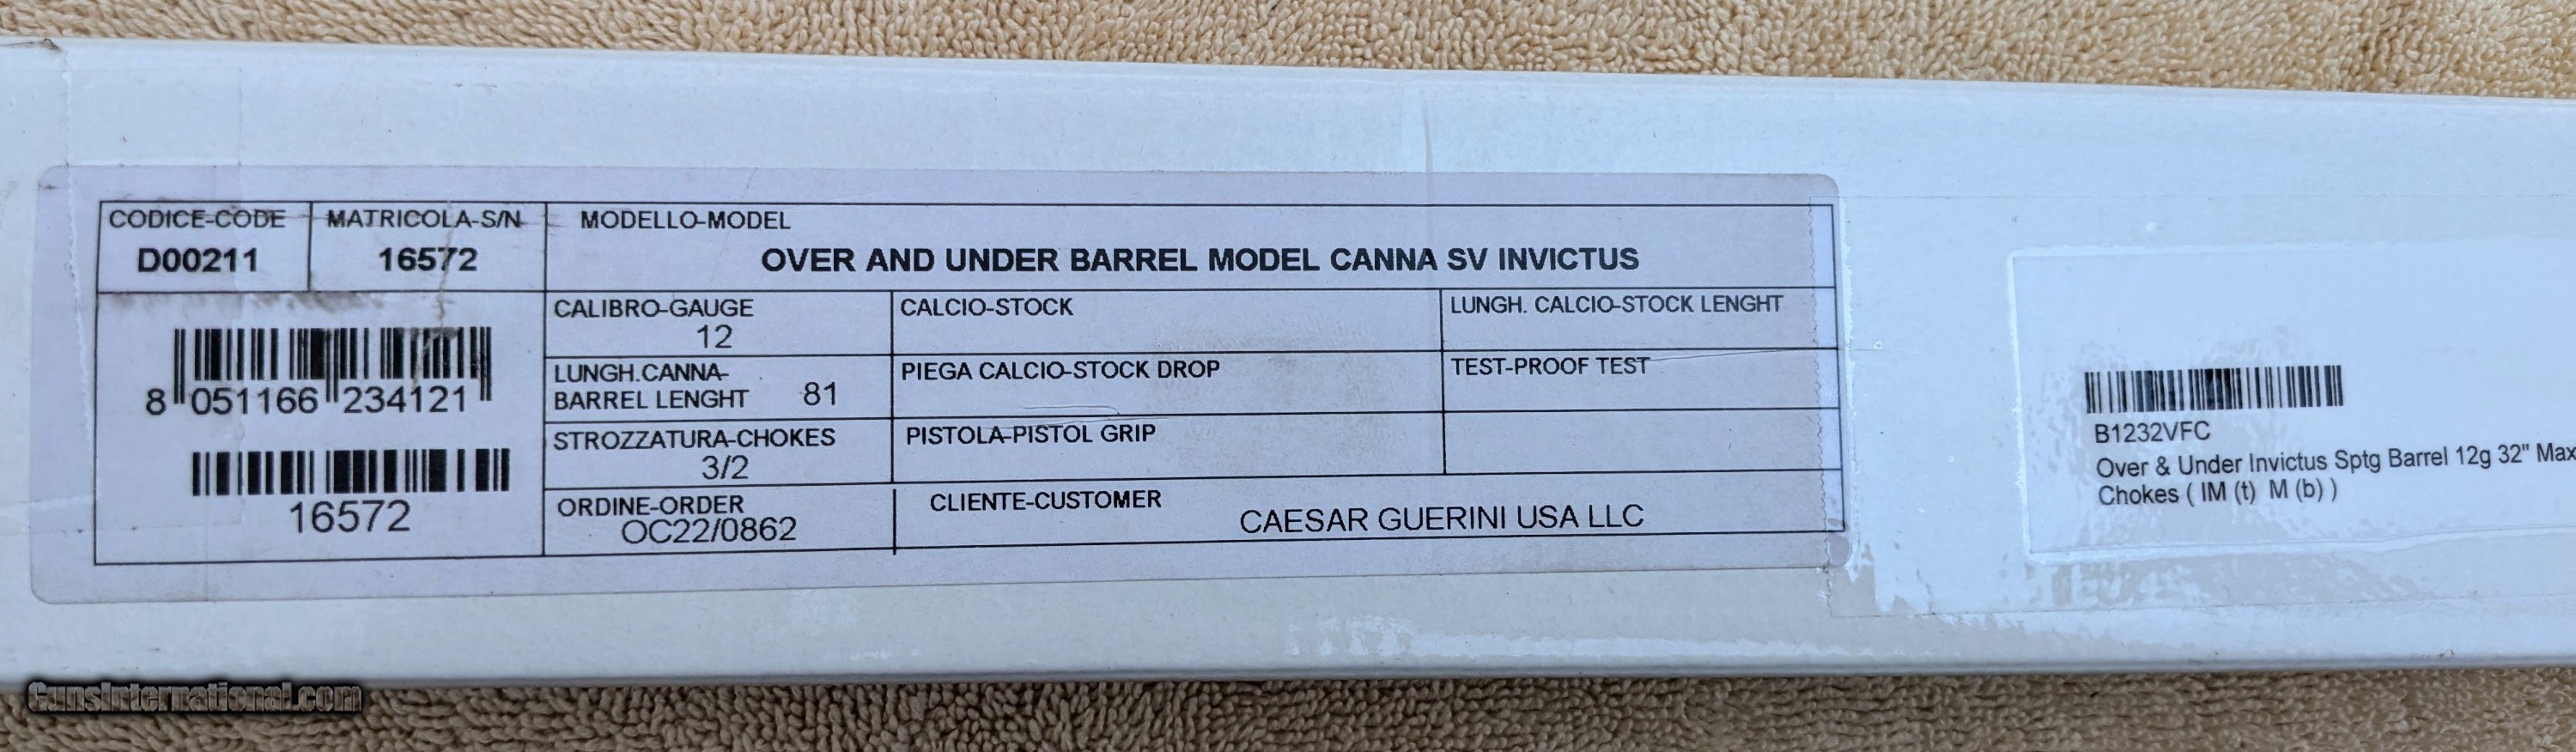 CODICE-CODE
D00211
MATRICOLA-S/N
16572
MODELLO-MODEL
OVER AND UNDER BARREL MODEL CANNA SV INVICTUS
8 051166 234121
16572
CALIBRO-GAUGE
12
CALCIO-STOCK
LUNGH. CALCIO-STOCK LENGHT
LUNGH.CANNA-
BARREL LENGHT 81
PIEGA CALCIO-STOCK DROP
TEST-PROOF TEST
STROZZATURA-CHOKES
3/2
PISTOLA-PISTOL GRIP
ORDINE-ORDER
OC22/0862
CLIENTE-CUSTOMER
CAESAR GUERINI USA LLC
B1232VFC
Over & Under Invictus Sptg Barrel 12g 32" Max
Chokes ( IM (t) M (b) )
GunsInternational.com